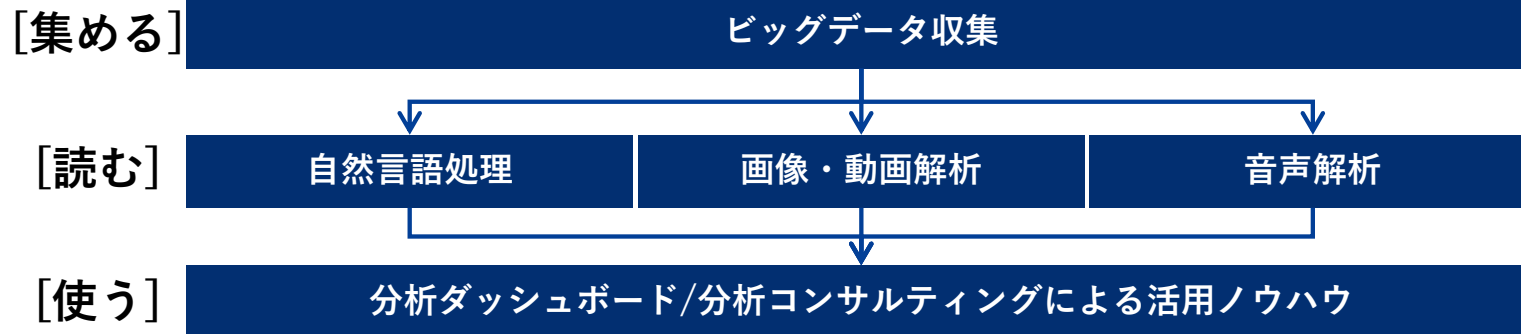 [集める]
ビッグデータ収集
[読む]
自然言語処理
画像・動画解析
音声解析
[使う]
分析ダッシュボード/分析コンサルティングによる活用ノウハウ